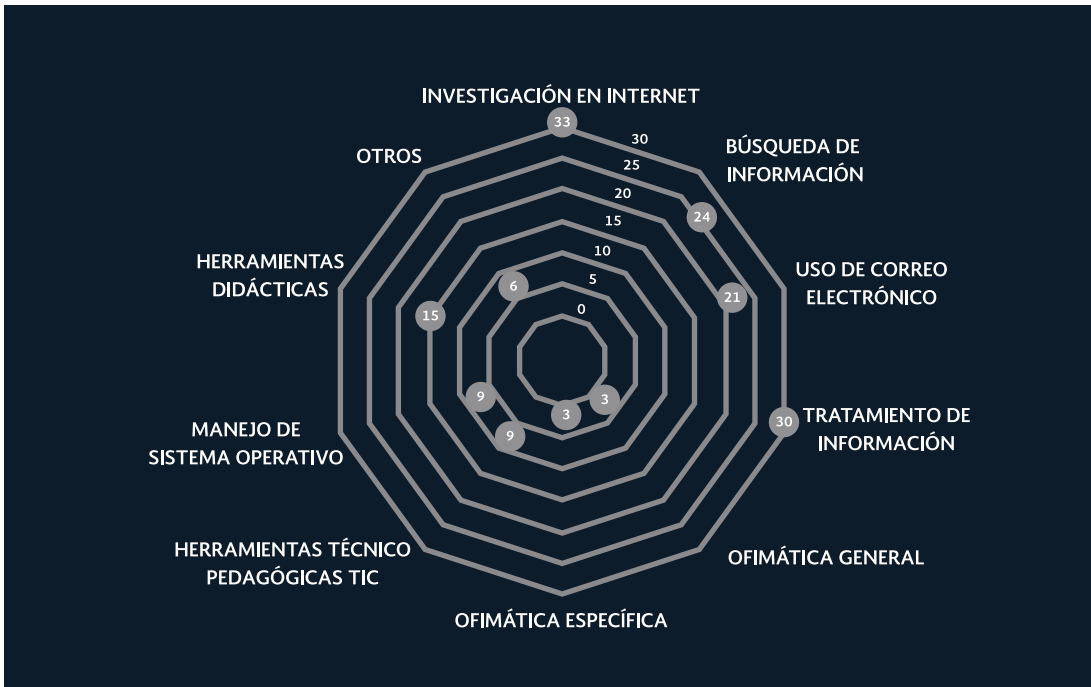 INVESTIGACIÓN EN INTERNET
33
30
BÚSQUEDA DE
INFORMACIÓN
OTROS
25
20
24
15
HERRAMIENTAS
DIDÁCTICAS
10
5
0
6
USO DE CORREO
ELECTRÓNICO
21
15
9
3
3
9
30
TRATAMIENTO DE
INFORMACIÓN
MANEJO DE
SISTEMA OPERATIVO
HERRAMIENTAS TÉCNICO
PEDAGÓGICAS TIC
OFIMÁTICA GENERAL
OFIMÁTICA ESPECÍFICA